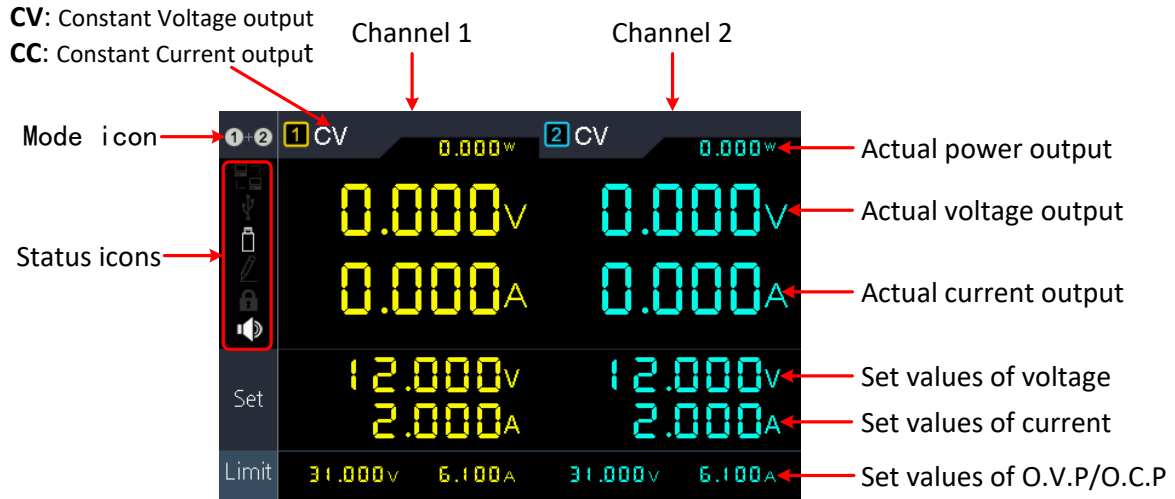 CV: Constant Voltage output
CC: Constant Current output
Channel 1
Channel 2
Mode icon
1+2
1 CV
0.000W
2 CV
0.000W
Actual power output
0.000V
0.000V
Actual voltage output
Status icons
0.000A
0.000A
Actual current output
Set
12.000V
12.000V
Set values of voltage
2.000A
2.000A
Set values of current
Limit
31.000V
6.100A
31.000V
6.100A
Set values of O.V.P/O.C.P